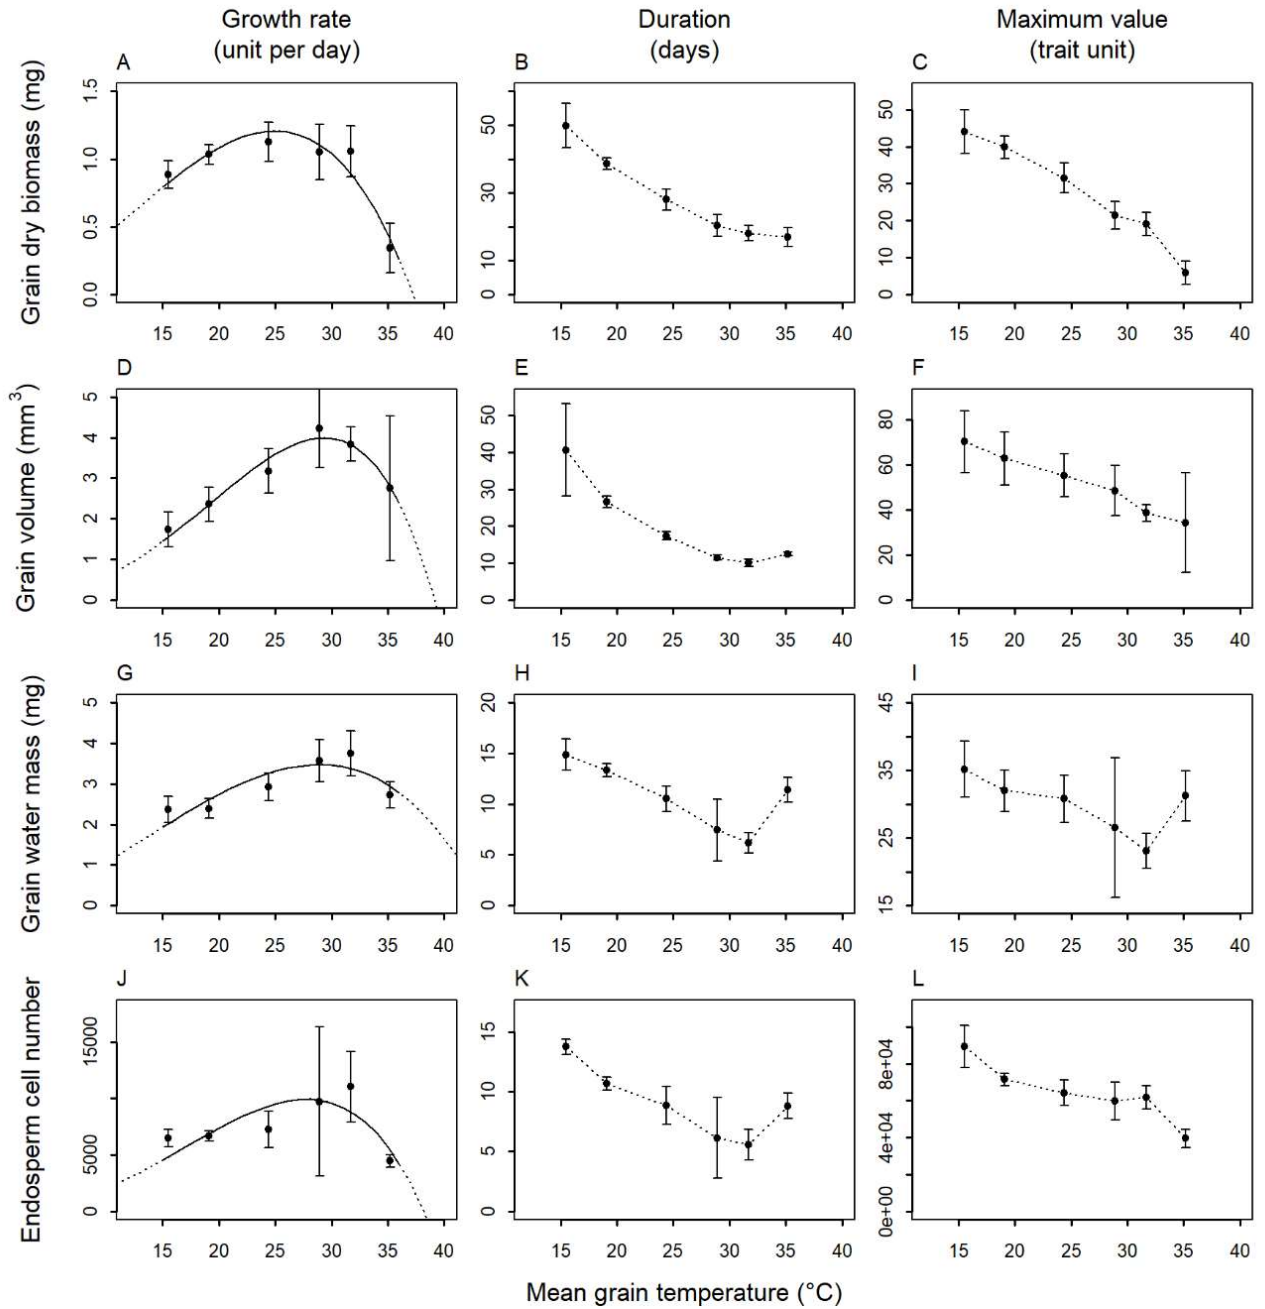 Growth rate
(unit per day)
Duration
(days)
Maximum value
(trait unit)
A
B
C
Grain dry biomass (mg)
0.0 0.5 1.0 1.5
0 10 30 50
0 10 20 30 40 50
15 20 25 30 35 40
15 20 25 30 35 40
15 20 25 30 35 40
D
E
F
Grain volume (mm³)
0 1 2 3 4 5
0 10 20 30 40 50
0 20 40 60 80
15 20 25 30 35 40
15 20 25 30 35 40
15 20 25 30 35 40
G
H
I
Grain water mass (mg)
0 1 2 3 4 5
0 5 10 15 20
15 25 35 45
15 20 25 30 35 40
15 20 25 30 35 40
15 20 25 30 35 40
J
K
L
Endosperm cell number
0 5000 15000
0 5 10 15
0e+00 4e+04 8e+04
15 20 25 30 35 40
15 20 25 30 35 40
15 20 25 30 35 40
Mean grain temperature (°C)